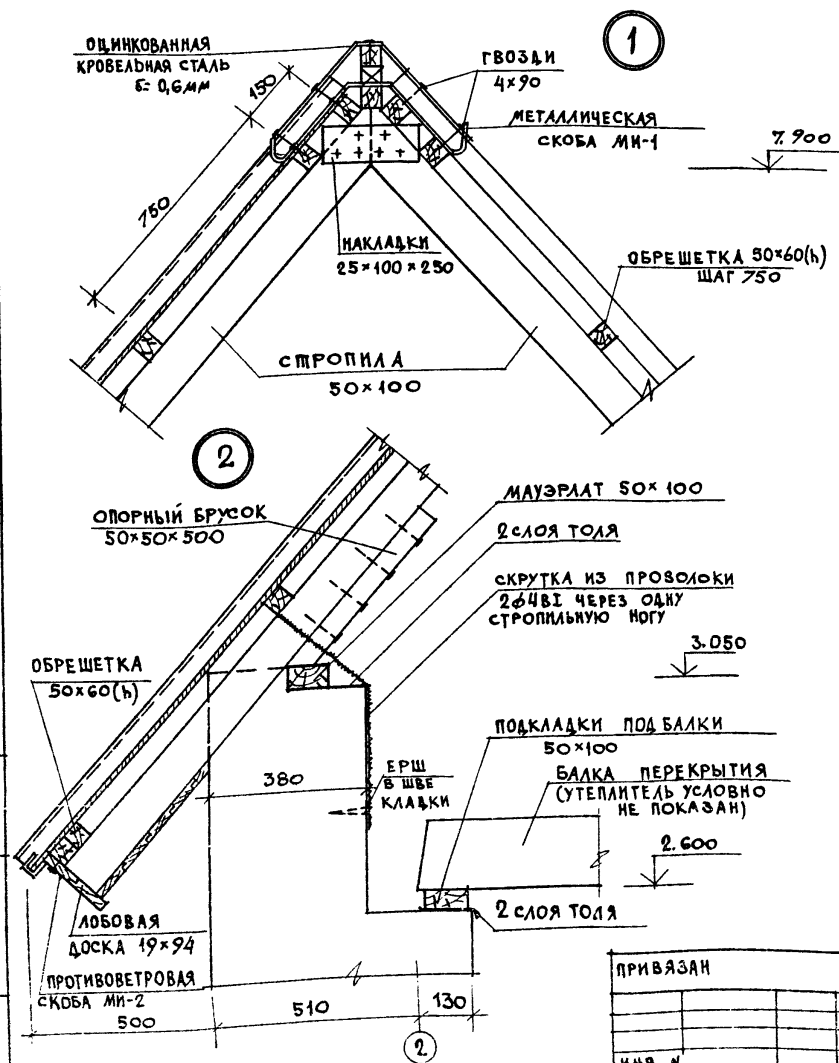 1
ОЦИНКОВАННАЯ
КРОВЕЛЬНАЯ СТАЛЬ
δ= 0,6мм
150
750
ГВОЗДИ
4×90
МЕТАЛЛИЧЕСКАЯ
СКОБА МИ-1
7.900
НАКЛАДКИ
25×100×250
ОБРЕШЕТКА 50×60(h)
ШАГ 750
СТРОПИЛА
50×100
2
ОПОРНЫЙ БРУСОК
50×50×500
МАУЭРЛАТ 50×100
2 СЛОЯ ТОЛЯ
СКРУТКА ИЗ ПРОВОЛОКИ
2ϕ4ВI ЧЕРЕЗ ОДНУ
СТРОПИЛЬНУЮ НОГУ
3.050
ОБРЕШЕТКА
50×60(h)
ПОДКЛАДКИ ПОД БАЛКИ
50×100
380
ЕРШ
В ШВЕ
КЛАДКИ
БАЛКА ПЕРЕКРЫТИЯ
(УТЕПЛИТЕЛЬ УСЛОВНО
НЕ ПОКАЗАН)
2.600
2 СЛОЯ ТОЛЯ
ЛОБОВАЯ
ДОСКА 19×94
ПРОТИВОВЕТРОВАЯ
СКОБА МИ-2
500
510
130
2
ПРИВЯЗАН
ИНВ. N